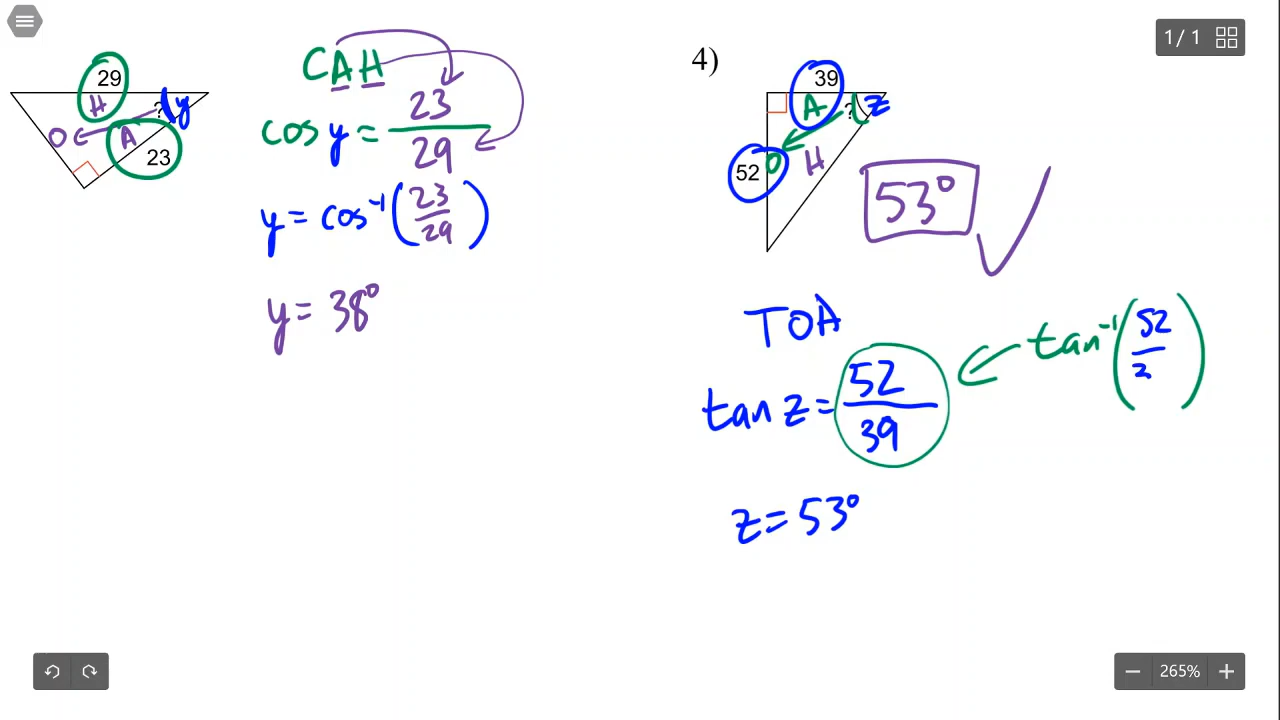 1 / 1
29
H
? y
O
A
23
CAH
cos y = 23/29
y = cos⁻¹(23/29)
y = 38°
4)
39
A
? z
52
O
H
53°
TOA
tan z = 52/39
tan⁻¹(52/
z = 53°
265%